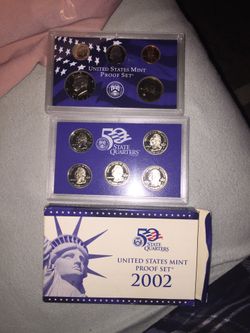 UNITED STATES MINT
PROOF SET®
50
STATE
QUARTERS®
50
STATE
QUARTERS®
UNITED STATES MINT
PROOF SET®
2002